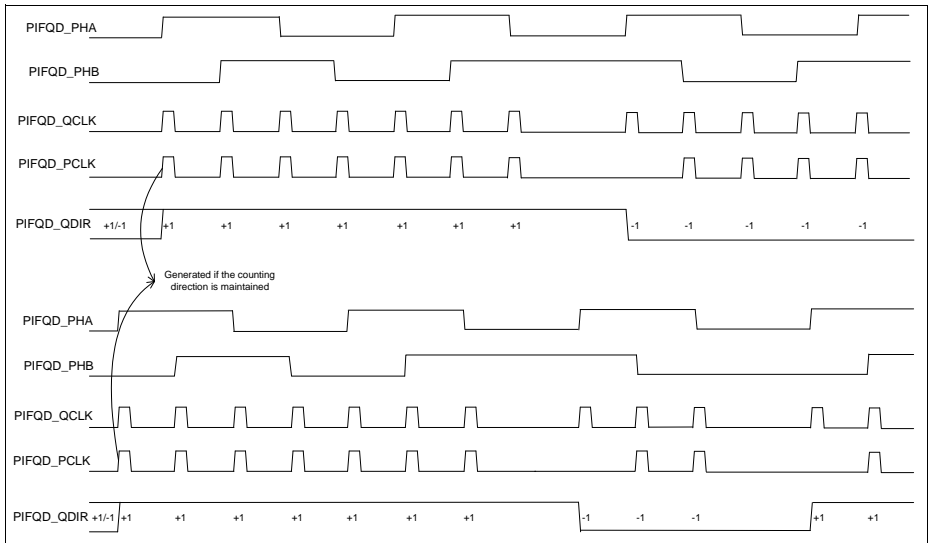 PIFQD_PHA
PIFQD_PHB
PIFQD_QCLK
PIFQD_PCLK
PIFQD_QDIR +1/-1 +1 +1 +1 +1 +1 +1 +1 -1 -1 -1 -1 -1
Generated if the counting
direction is maintained
PIFQD_PHA
PIFQD_PHB
PIFQD_QCLK
PIFQD_PCLK
PIFQD_QDIR +1/-1 +1 +1 +1 +1 +1 +1 +1 -1 -1 -1 +1 +1